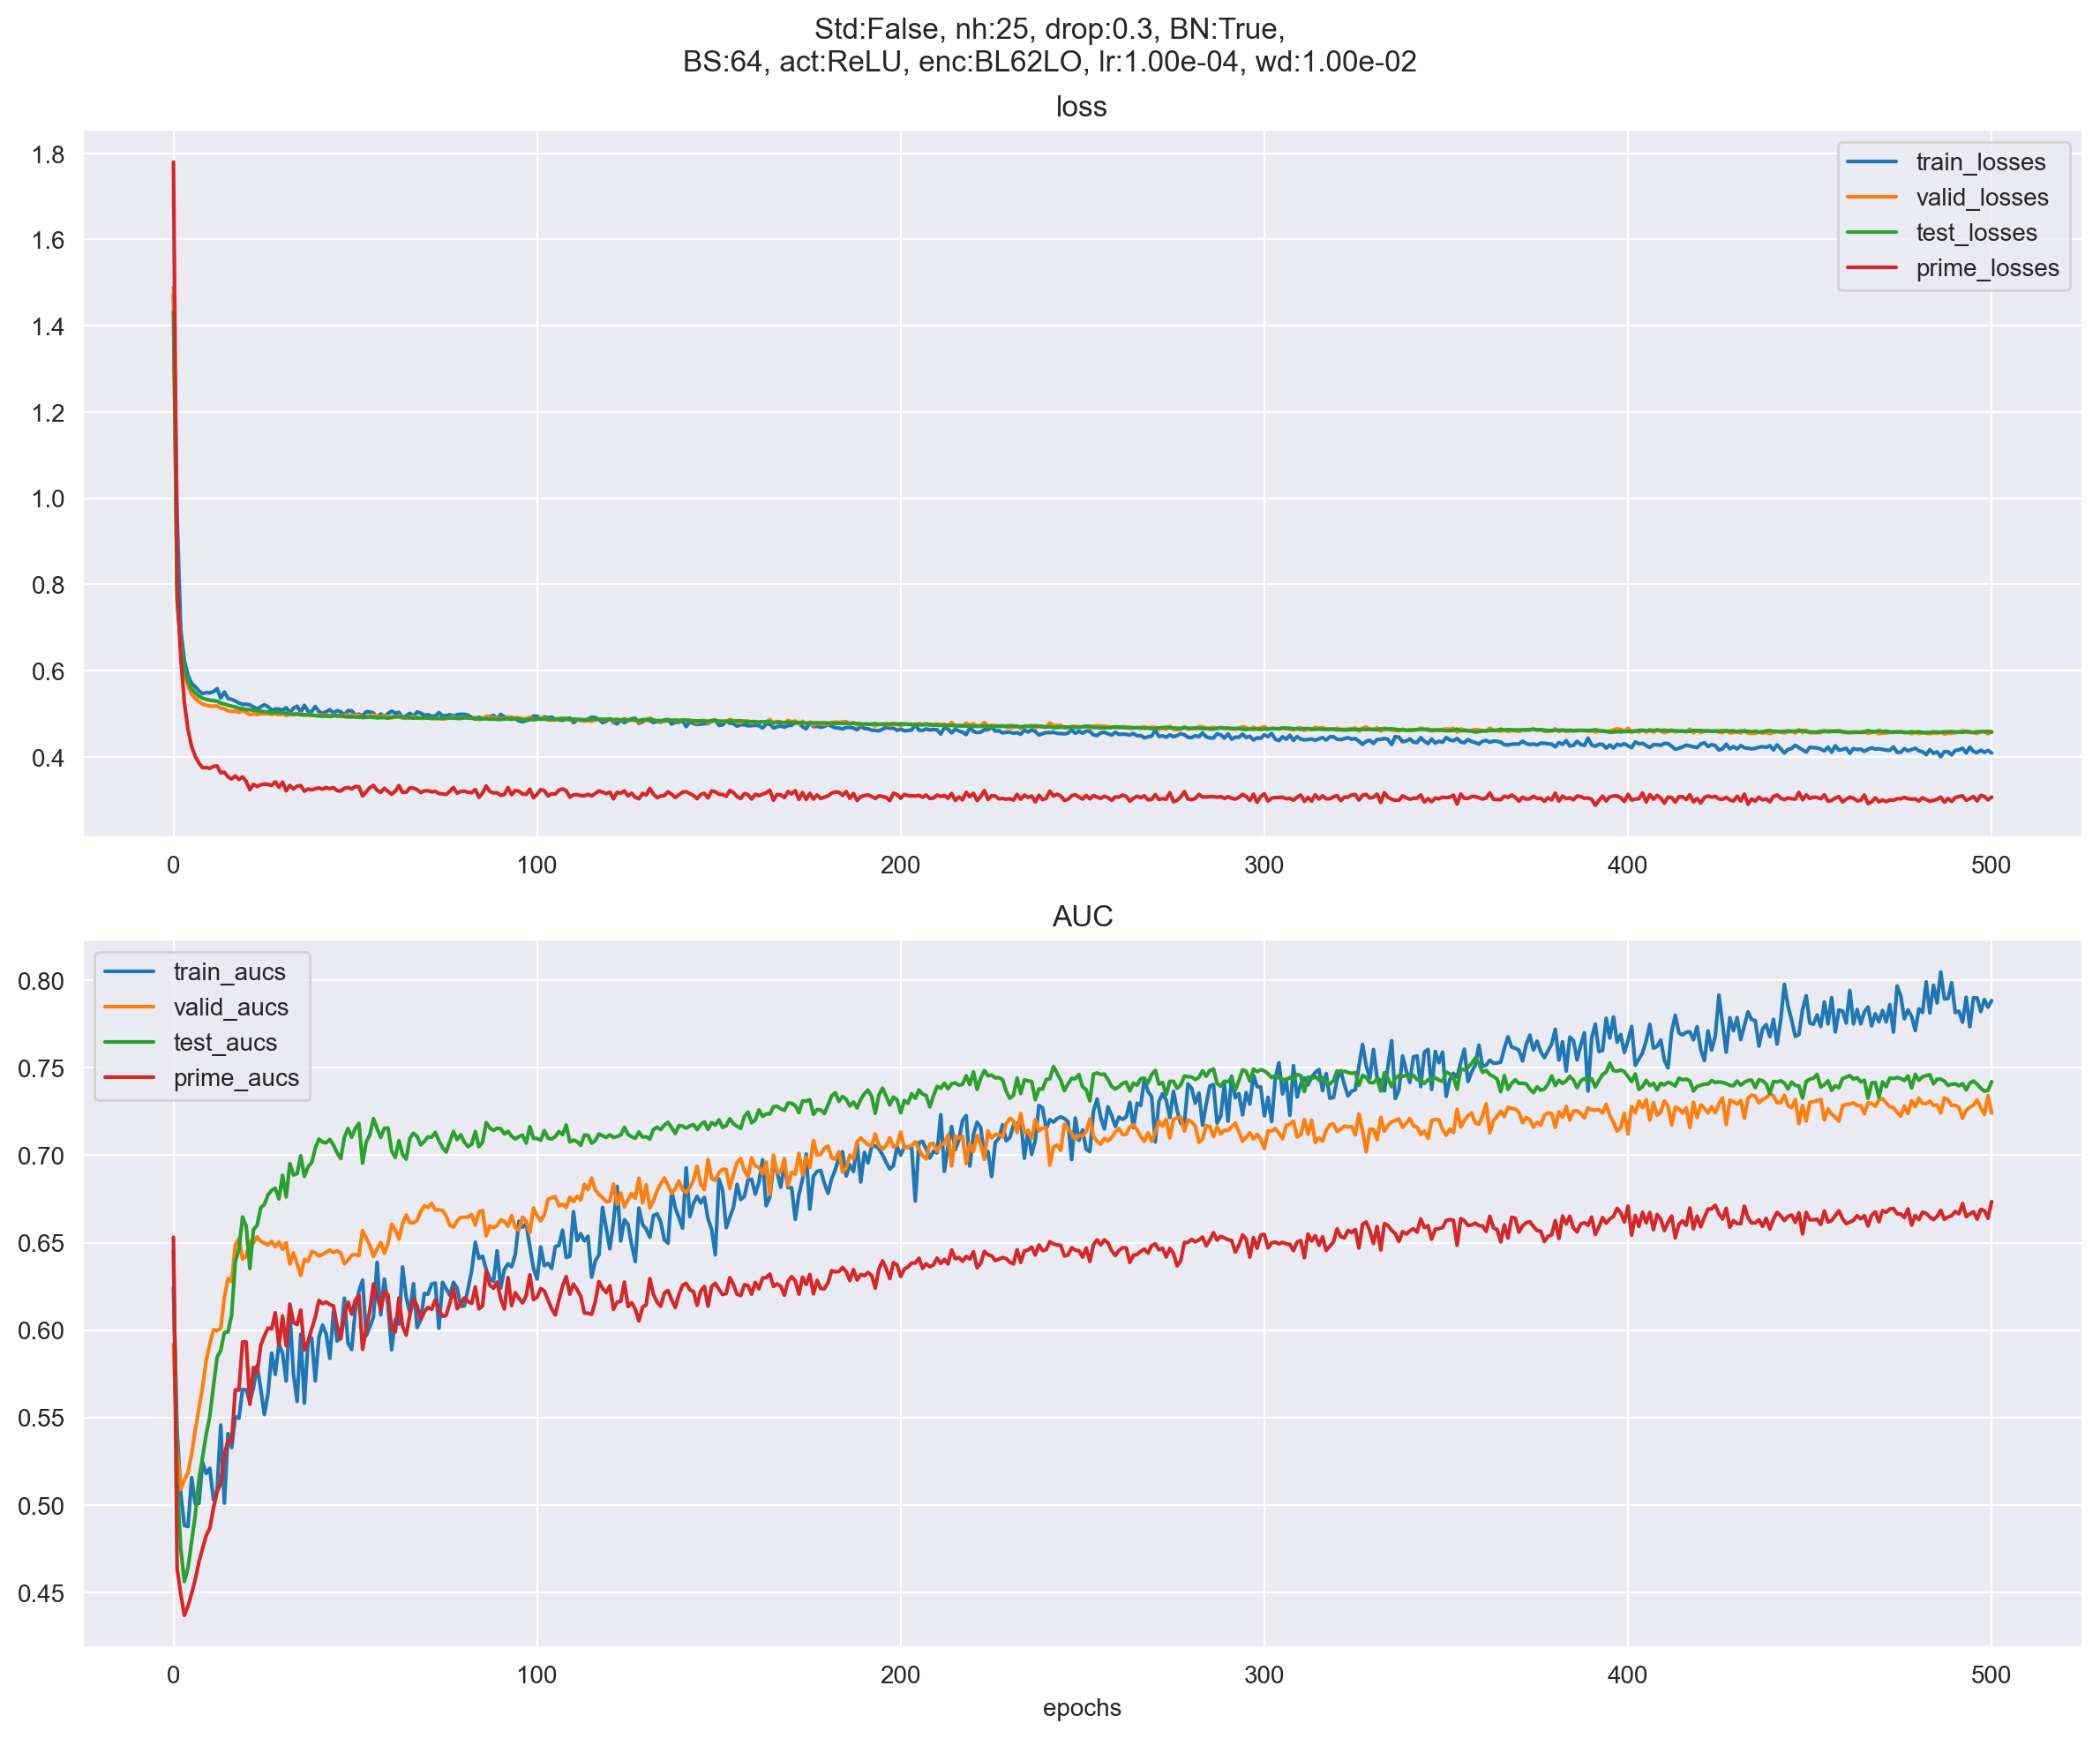 Std:False, nh:25, drop:0.3, BN:True,
BS:64, act:ReLU, enc:BL62LO, lr:1.00e-04, wd:1.00e-02
loss
1.8
1.6
1.4
1.2
1.0
0.8
0.6
0.4
train_losses
valid_losses
test_losses
prime_losses
0 100 200 300 400 500
AUC
0.80
0.75
0.70
0.65
0.60
0.55
0.50
0.45
train_aucs
valid_aucs
test_aucs
prime_aucs
0 100 200 300 400 500
epochs